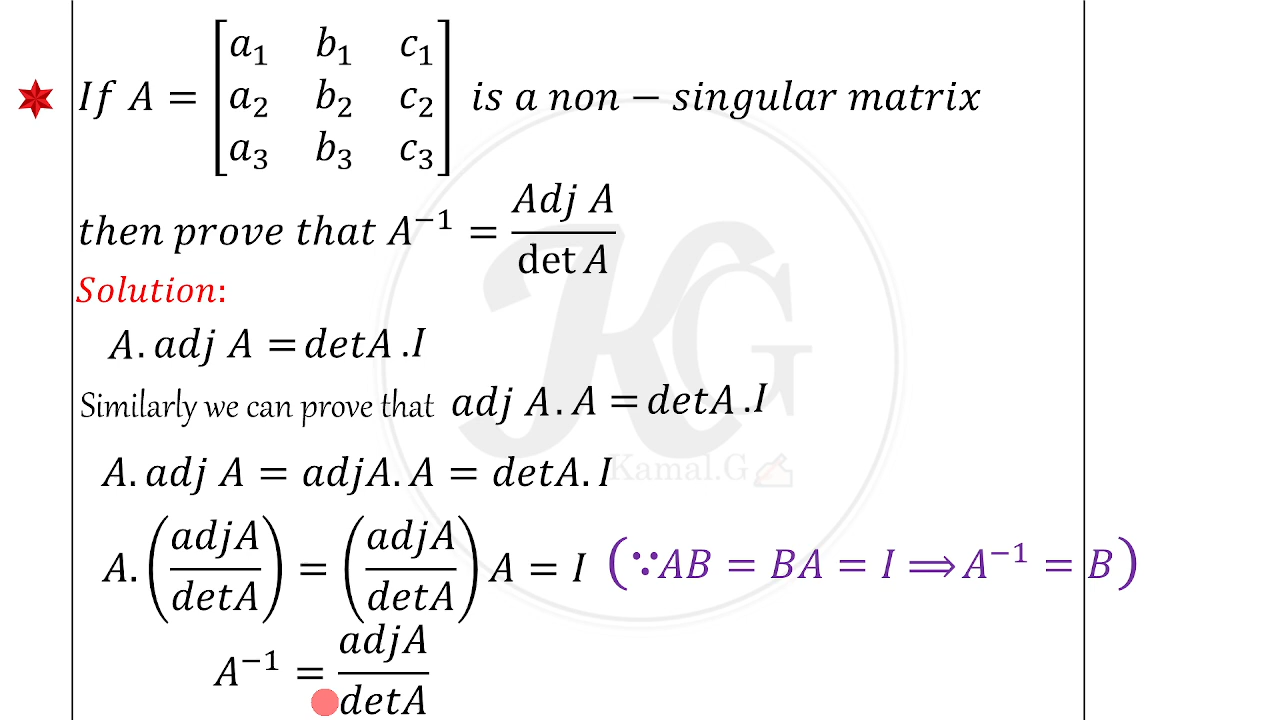 If A = [a₁ b₁ c₁
a₂ b₂ c₂
a₃ b₃ c₃] is a non − singular matrix
then prove that A⁻¹ = Adj A / det A
Solution:
A. adj A = detA .I
Similarly we can prove that adj A. A = detA .I
A. adj A = adjA. A = detA. I
Kamal.G
A. (adjA / detA) = (adjA / detA) A = I (∵AB = BA = I ⟹ A⁻¹ = B)
A⁻¹ = adjA / detA
KG